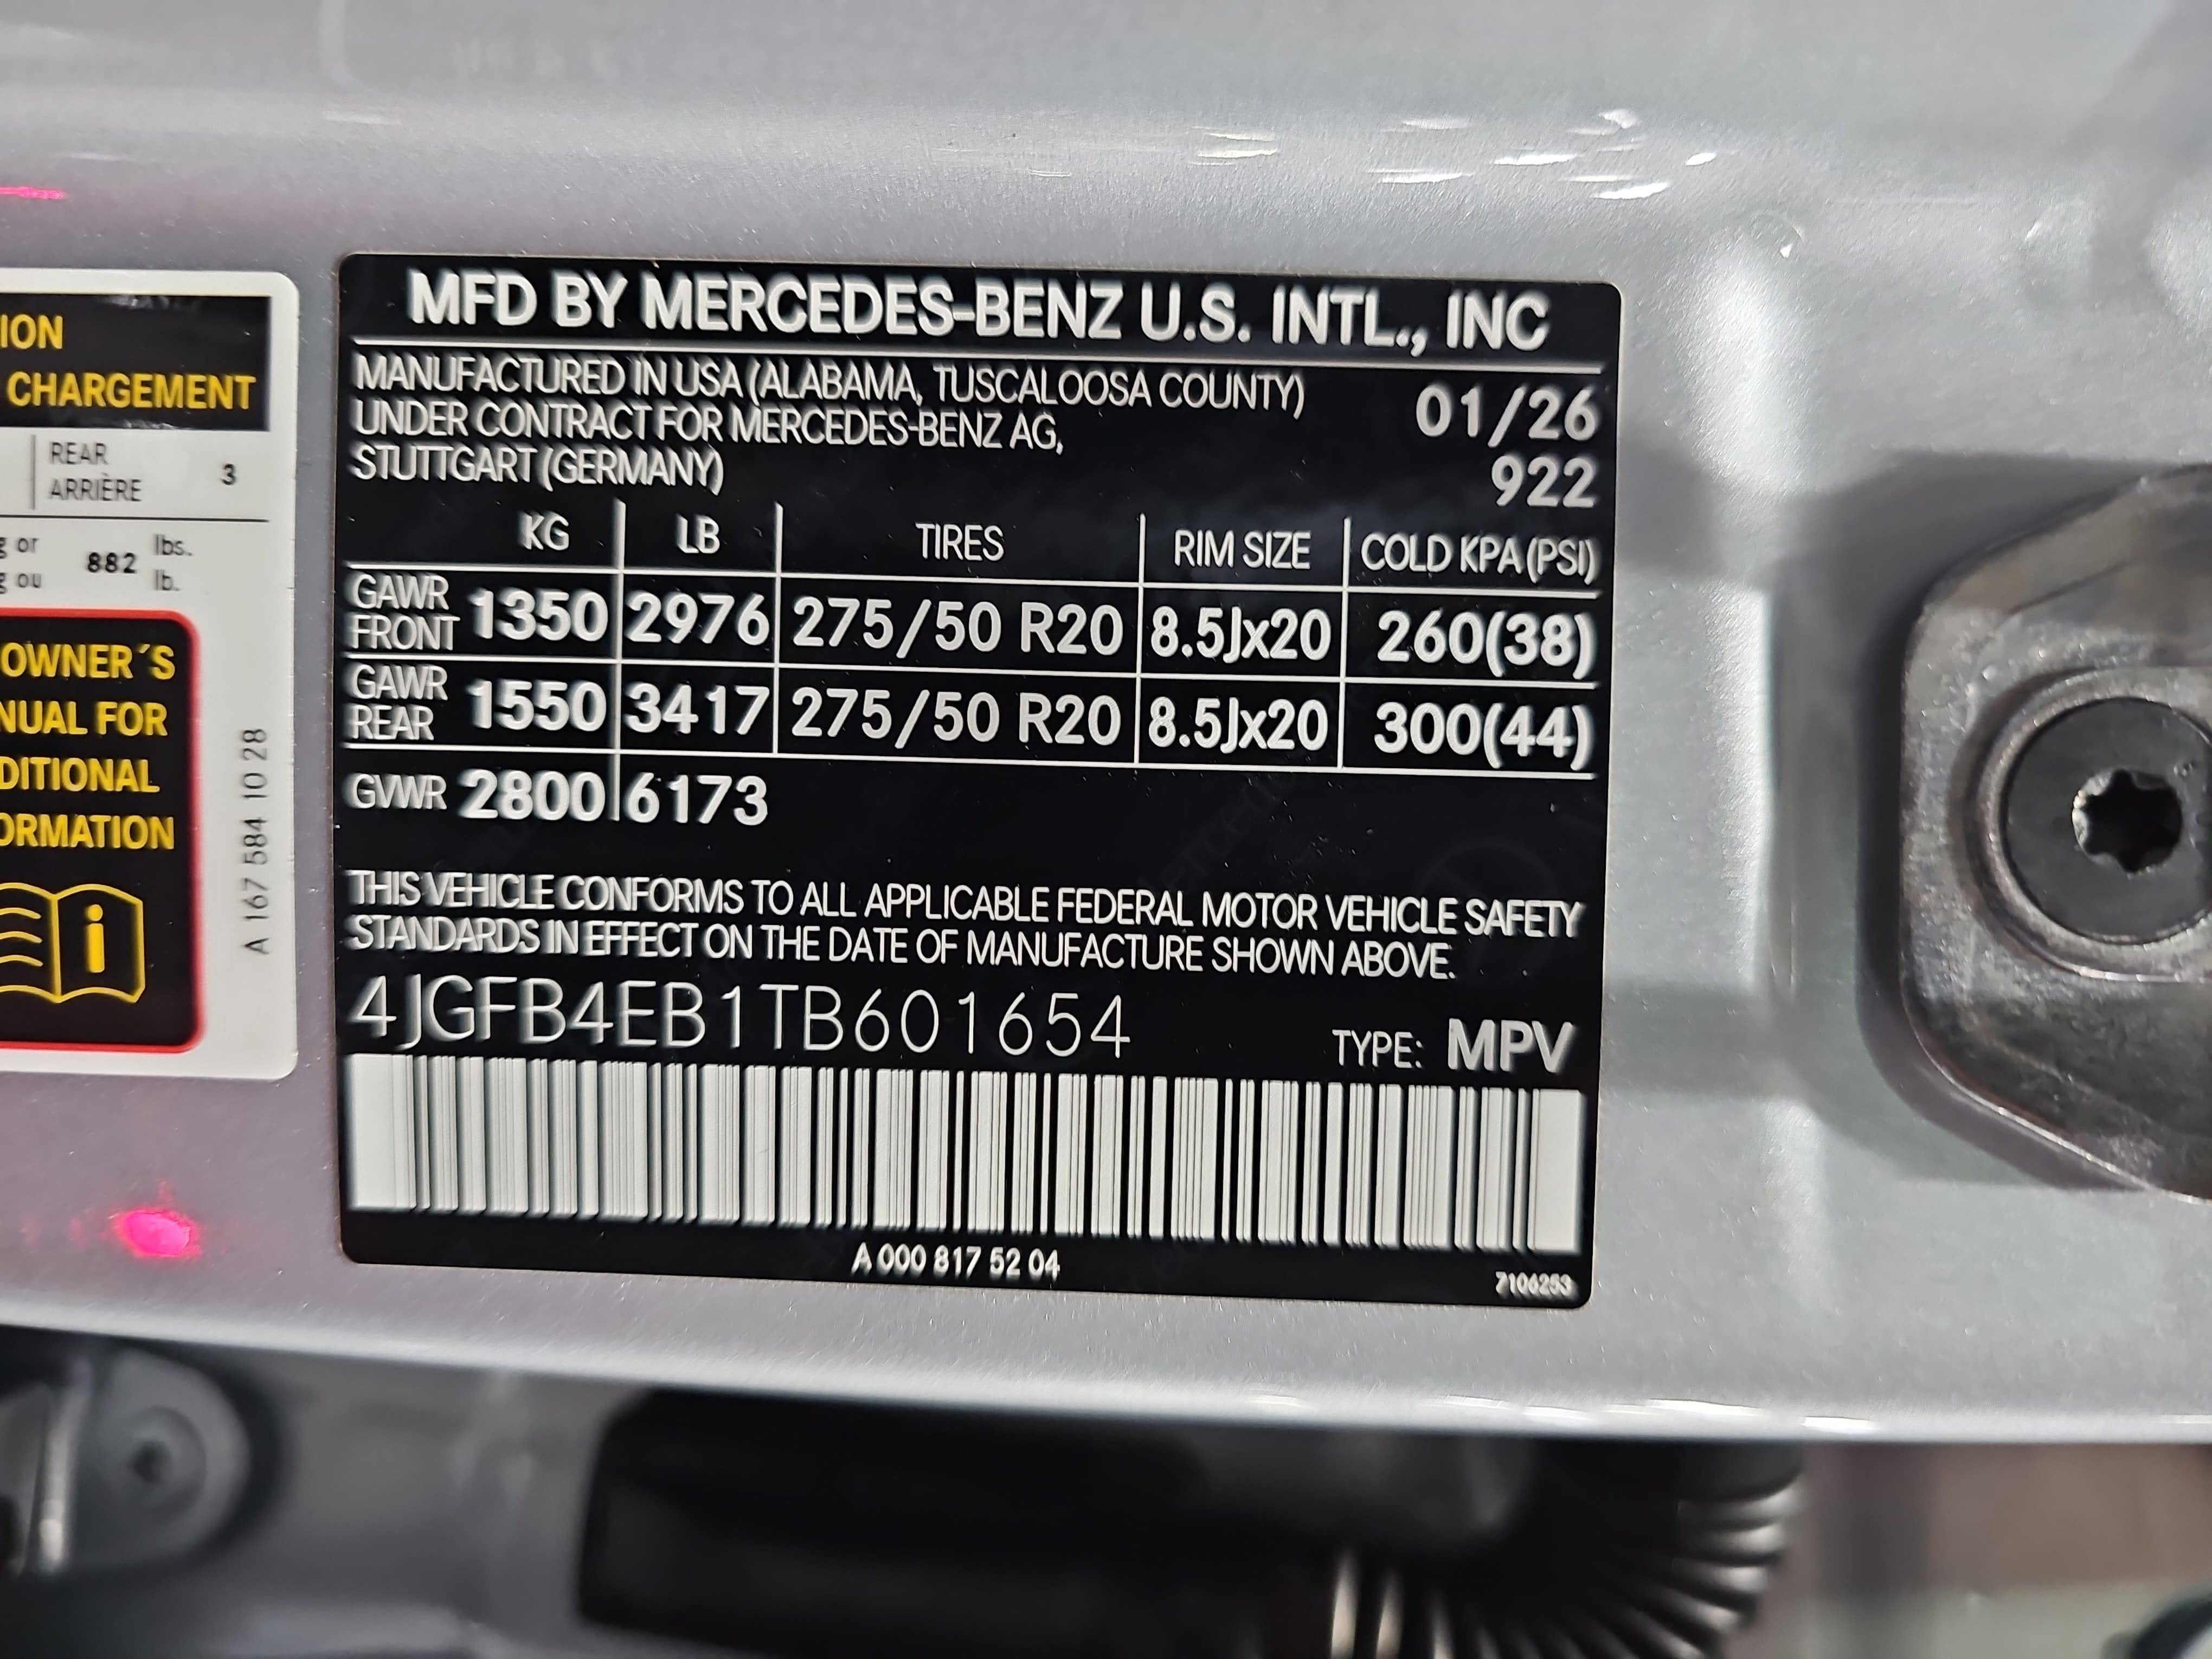 ION
CHARGEMENT
REAR
ARRIÈRE
3
g or
g ou
882
lbs.
lb.
OWNER´S
NUAL FOR
DITIONAL
ORMATION
i
A 167 584 10 28
MFD BY MERCEDES-BENZ U.S. INTL., INC
MANUFACTURED IN USA (ALABAMA, TUSCALOOSA COUNTY)
UNDER CONTRACT FOR MERCEDES-BENZ AG,
STUTTGART (GERMANY)
01/26
922
KG LB TIRES RIM SIZE COLD KPA (PSI)
GAWR FRONT 1350 2976 275/50 R20 8.5Jx20 260(38)
GAWR REAR 1550 3417 275/50 R20 8.5Jx20 300(44)
GVWR 2800 6173
THIS VEHICLE CONFORMS TO ALL APPLICABLE FEDERAL MOTOR VEHICLE SAFETY
STANDARDS IN EFFECT ON THE DATE OF MANUFACTURE SHOWN ABOVE.
4JGFB4EB1TB601654
TYPE: MPV
A 000 817 52 04
7106253